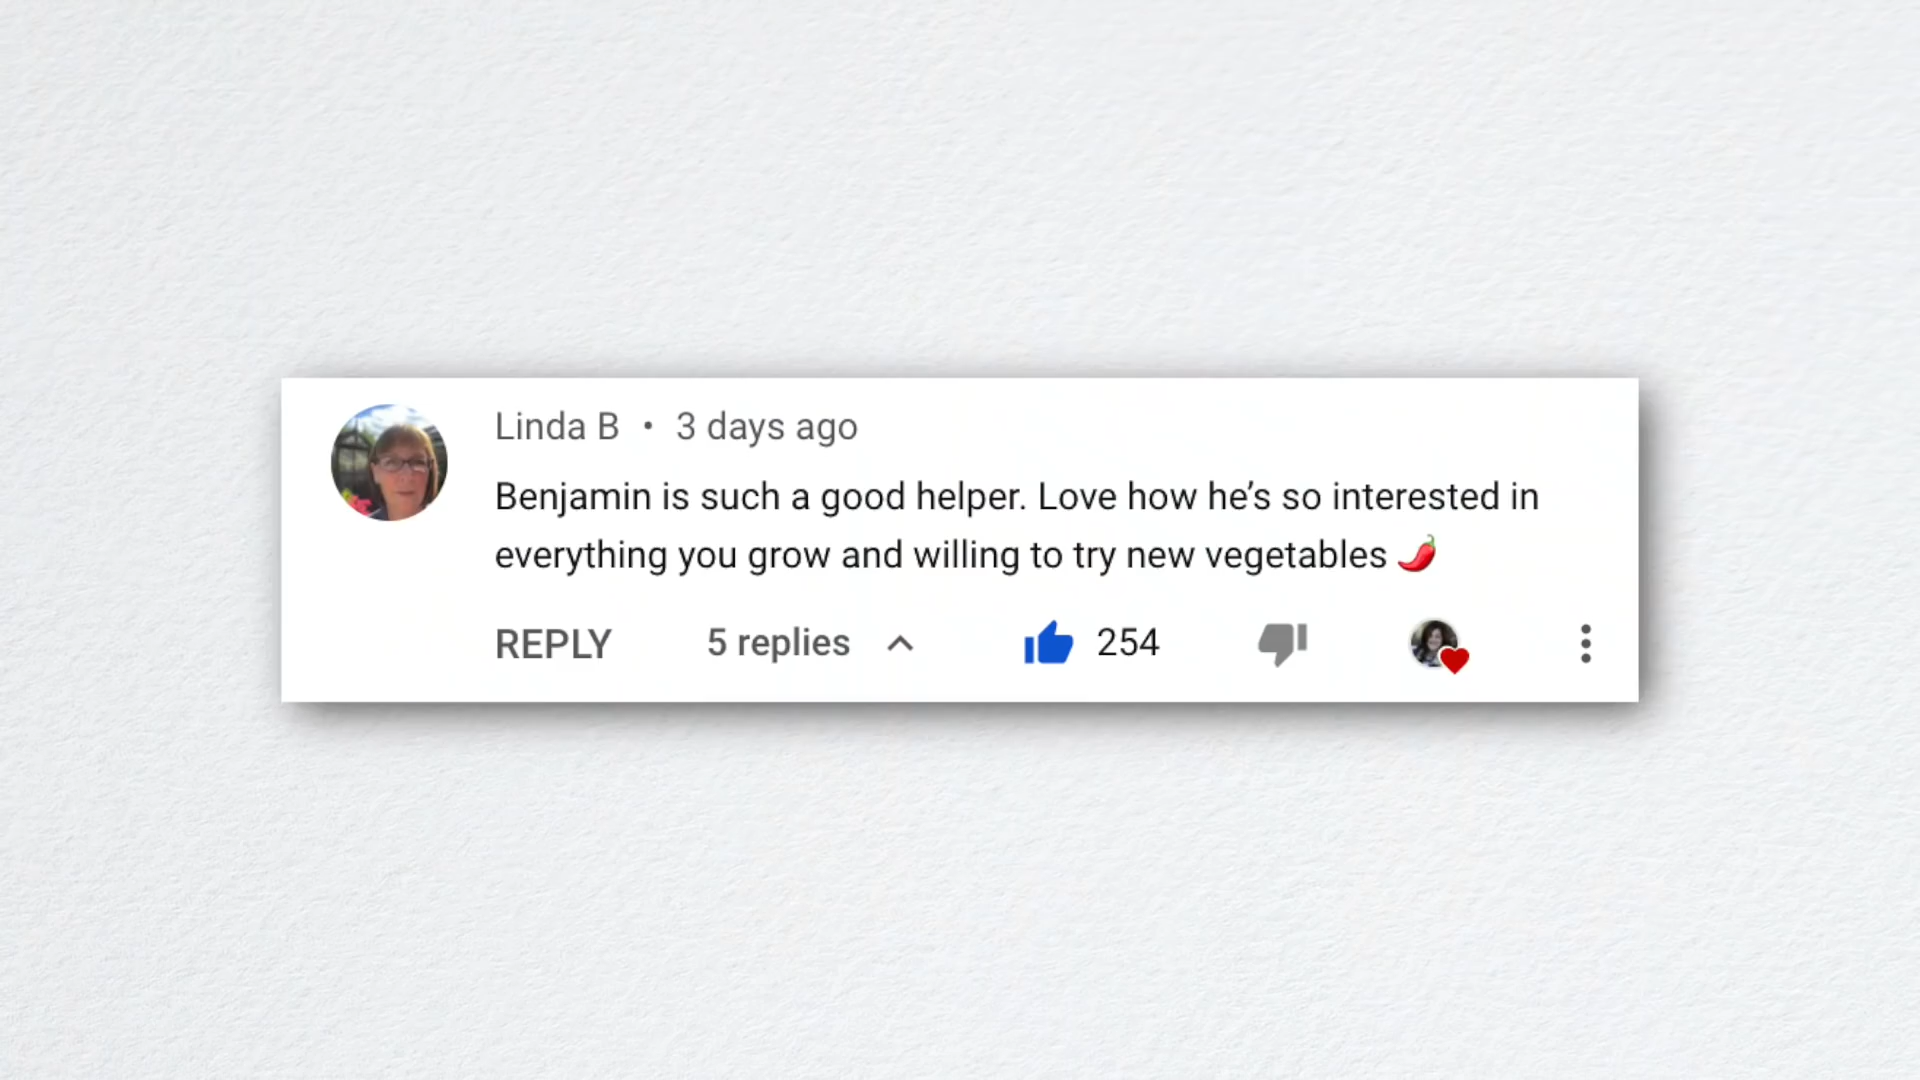 Linda B • 3 days ago
Benjamin is such a good helper. Love how he’s so interested in
everything you grow and willing to try new vegetables 🌶️
REPLY 5 replies 254